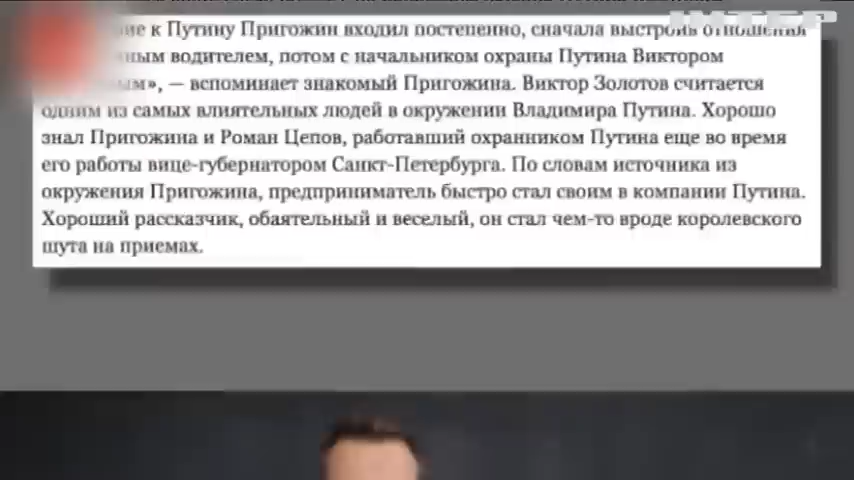 ІНТЕР
к Путину Пригожин входил постепенно, сначала выстроив отношения
водителем, потом с начальником охраны Путина Виктором
— вспоминает знакомый Пригожина. Виктор Золотов считается
одним из самых влиятельных людей в окружении Владимира Путина. Хорошо
знал Пригожина и Роман Цепов, работавший охранником Путина еще во время
его работы вице-губернатором Санкт-Петербурга. По словам источника из
окружения Пригожина, предприниматель быстро стал своим в компании Путина.
Хороший рассказчик, обаятельный и веселый, он стал чем-то вроде королевского
шута на приемах.